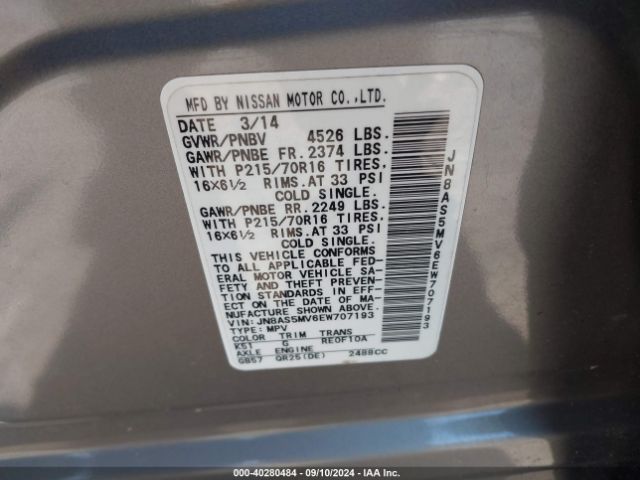 MFD BY NISSAN MOTOR CO.,LTD.
DATE 3/14
GVWR/PNBV 4526 LBS.
GAWR/PNBE FR. 2374 LBS.
WITH P215/70R16 TIRES,
16X6½ RIMS. AT 33 PSI
COLD SINGLE.
GAWR/PNBE RR. 2249 LBS.
WITH P215/70R16 TIRES,
16X6½ RIMS. AT 33 PSI
COLD SINGLE.
THIS VEHICLE CONFORMS
TO ALL APPLICABLE FED-
ERAL MOTOR VEHICLE SA-
FETY AND THEFT PREVEN-
TION STANDARDS IN EFF-
ECT ON THE DATE OF MA-
NUFACTURE SHOWN ABOVE.
VIN: JN8AS5MV6EW707193
TYPE: MPV
COLOR TRIM TRANS
K51 G RE0F10A
AXLE ENGINE
GB57 QR25(DE) 2488CC
JN8AS5MV6EW707193
000-40280484 - 09/10/2024 - IAA Inc.